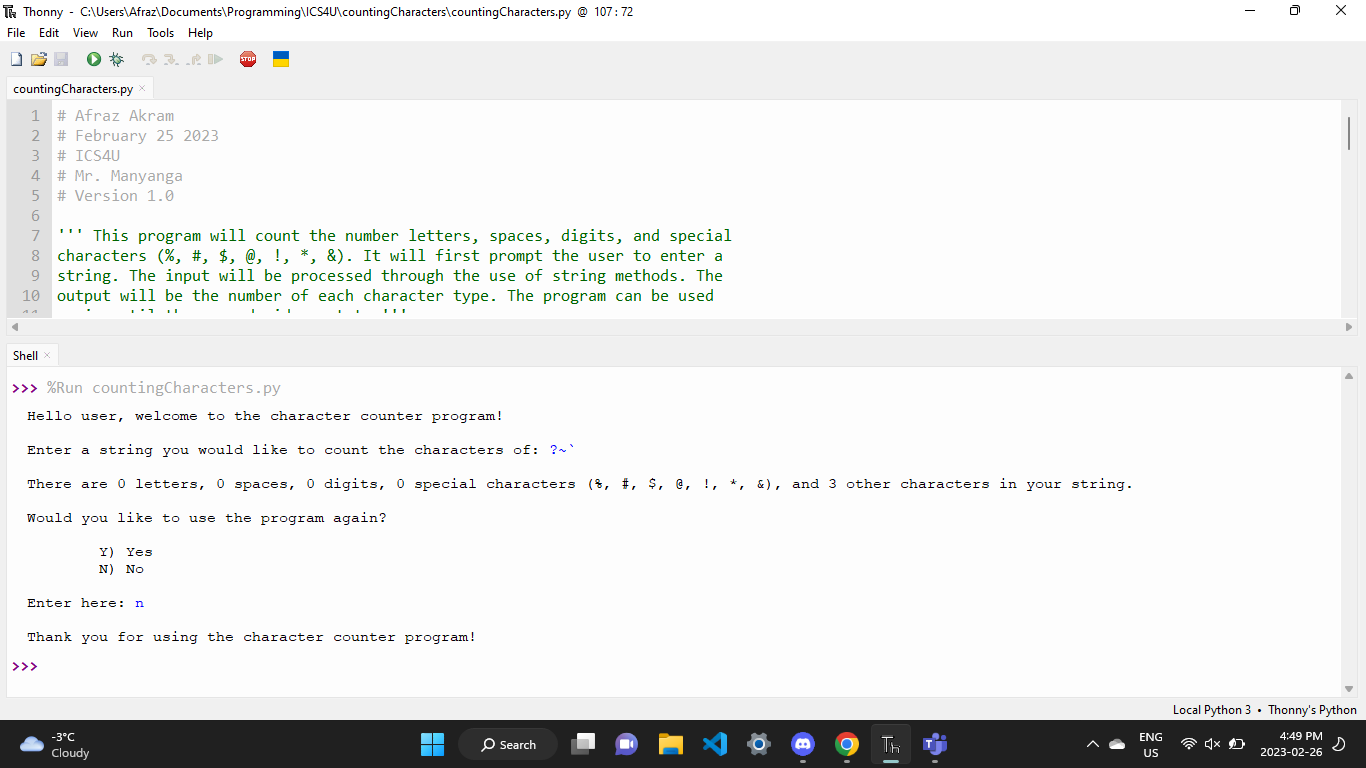 Thonny - C:\Users\Afraz\Documents\Programming\ICS4U\countingCharacters\countingCharacters.py @ 107 : 72
File Edit View Run Tools Help
STOP
countingCharacters.py ×
1 # Afraz Akram
2 # February 25 2023
3 # ICS4U
4 # Mr. Manyanga
5 # Version 1.0
6
7 ''' This program will count the number letters, spaces, digits, and special
8 characters (%, #, $, @, !, *, &). It will first prompt the user to enter a
9 string. The input will be processed through the use of string methods. The
10 output will be the number of each character type. The program can be used
Shell ×
>>> %Run countingCharacters.py
Hello user, welcome to the character counter program!
Enter a string you would like to count the characters of: ?~`
There are 0 letters, 0 spaces, 0 digits, 0 special characters (%, #, $, @, !, *, &), and 3 other characters in your string.
Would you like to use the program again?
Y) Yes
N) No
Enter here: n
Thank you for using the character counter program!
>>>
Local Python 3 • Thonny's Python
-3°C
Cloudy
Search
Th
ENG
US
4:49 PM
2023-02-26